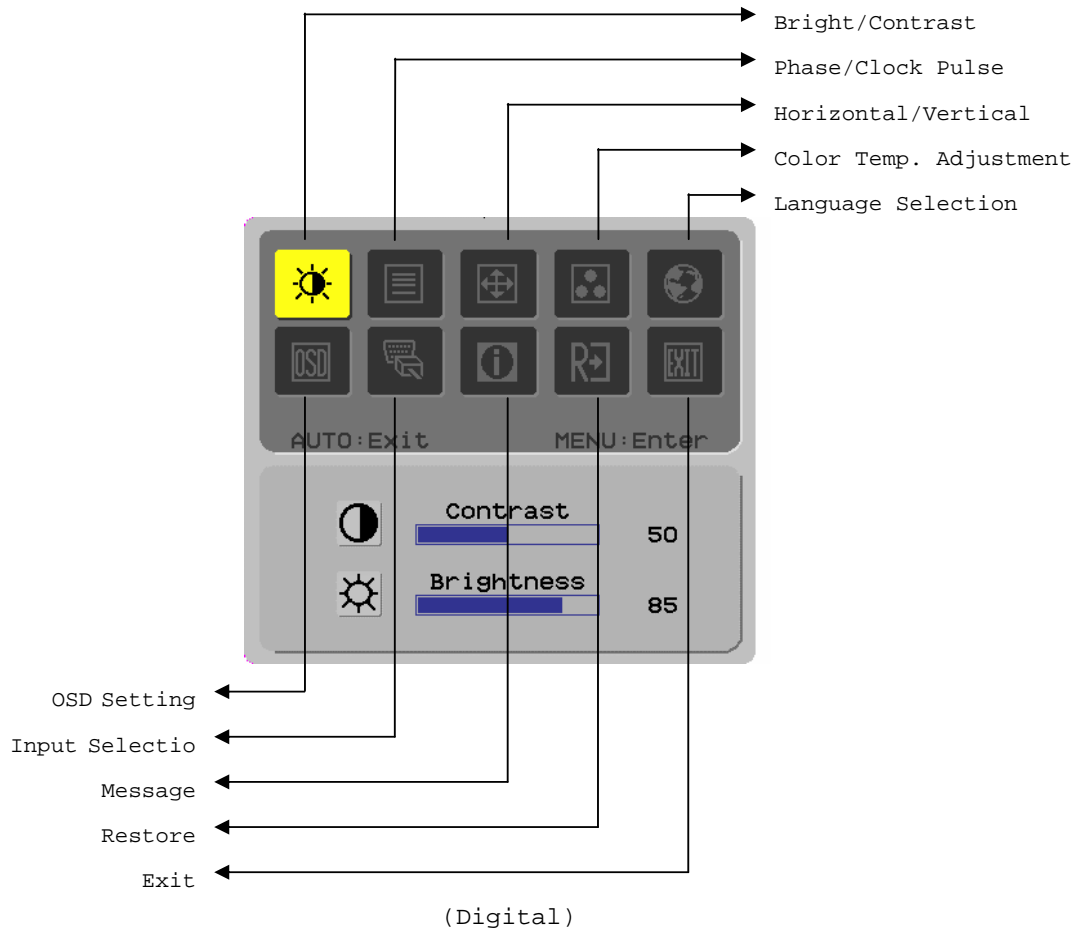 Bright/Contrast
Phase/Clock Pulse
Horizontal/Vertical
Color Temp. Adjustment
Language Selection
OSD
i
R
EXIT
AUTO:Exit MENU:Enter
Contrast
50
Brightness
85
OSD Setting
Input Selectio
Message
Restore
Exit
(Digital)